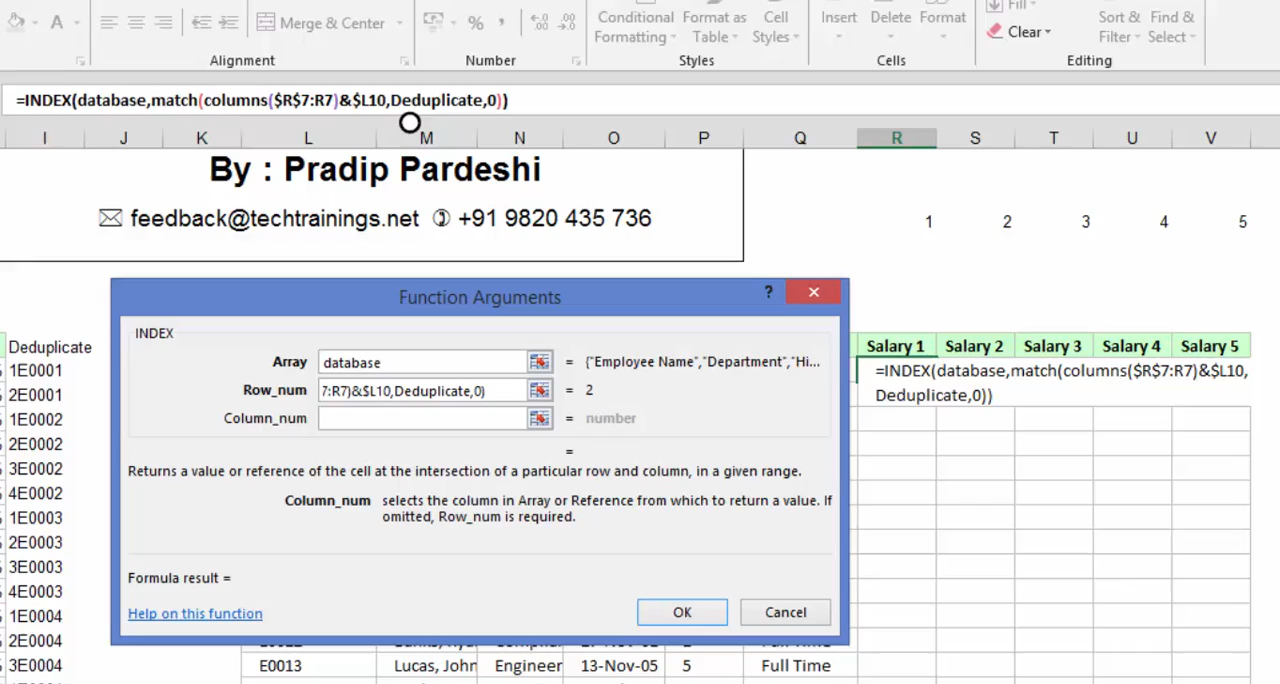 Merge & Center
Conditional Formatting
Format as Table
Cell Styles
Insert Delete Format
Fill
Clear
Sort & Filter
Find & Select
Alignment Number Styles Cells Editing
=INDEX(database,match(columns($R$7:R7)&$L10,Deduplicate,0))
I J K L M N O P Q R S T U V
By : Pradip Pardeshi
feedback@techtrainings.net +91 9820 435 736
1 2 3 4 5
Function Arguments
INDEX
Array database = {"Employee Name","Department","Hi...
Row_num 7:R7)&$L10,Deduplicate,0) = 2
Column_num = number
=
Returns a value or reference of the cell at the intersection of a particular row and column, in a given range.
Column_num selects the column in Array or Reference from which to return a value. If
omitted, Row_num is required.
Formula result =
Help on this function
OK Cancel
Deduplicate
1E0001
2E0001
1E0002
2E0002
3E0002
4E0002
1E0003
2E0003
3E0003
4E0003
1E0004
2E0004
3E0004
Salary 1 Salary 2 Salary 3 Salary 4 Salary 5
=INDEX(database,match(columns($R$7:R7)&$L10,
Deduplicate,0))
E0013 Lucas, John Engineer 13-Nov-05 5 Full Time